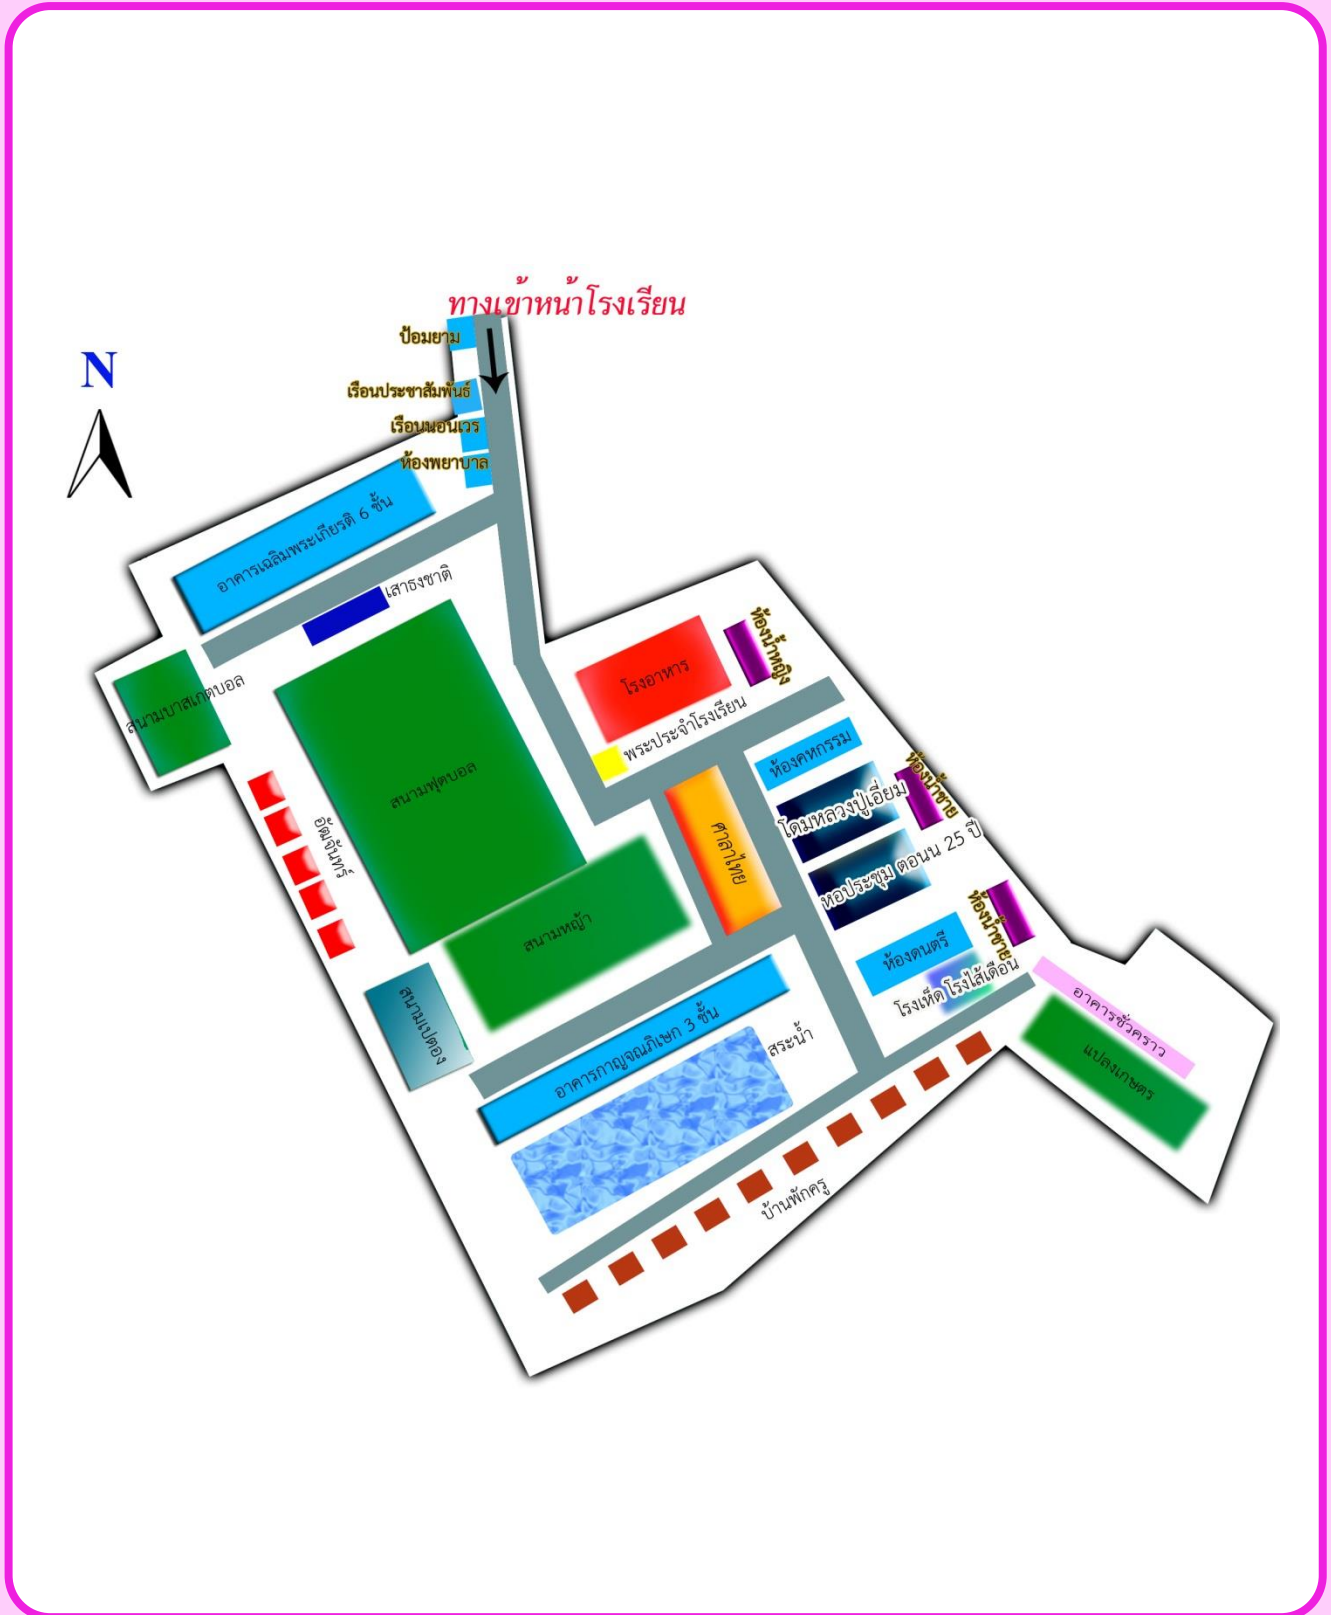 ทางเข้าหน้าโรงเรียน
ป้อมยาม
N
เรือนประชาสัมพันธ์
เรือนนอนเวร
ห้องพยาบาล
อาคารเฉลิมพระเกียรติ 6 ชั้น
เสาธงชาติ
ห้องน้ำหญิง
โรงอาหาร
สนามบาสเกตบอล
พระประจำโรงเรียน
ห้องคหกรรม
สนามฟุตบอล
ห้องน้ำชาย
โดมหลวงปู่เอี่ยม
อัฒจันทร์
ศาลาไทย
หอประชุม ตอนน 25 ปี
สนามหญ้า
ห้องน้ำชาย
ห้องดนตรี
โรงเห็ด โรงไส้เดือน
สนามเปตอง
อาคารชั่วคราว
อาคารกาญจณภิเษก 3 ชั้น
สระน้ำ
แปลงเกษตร
บ้านพักครู